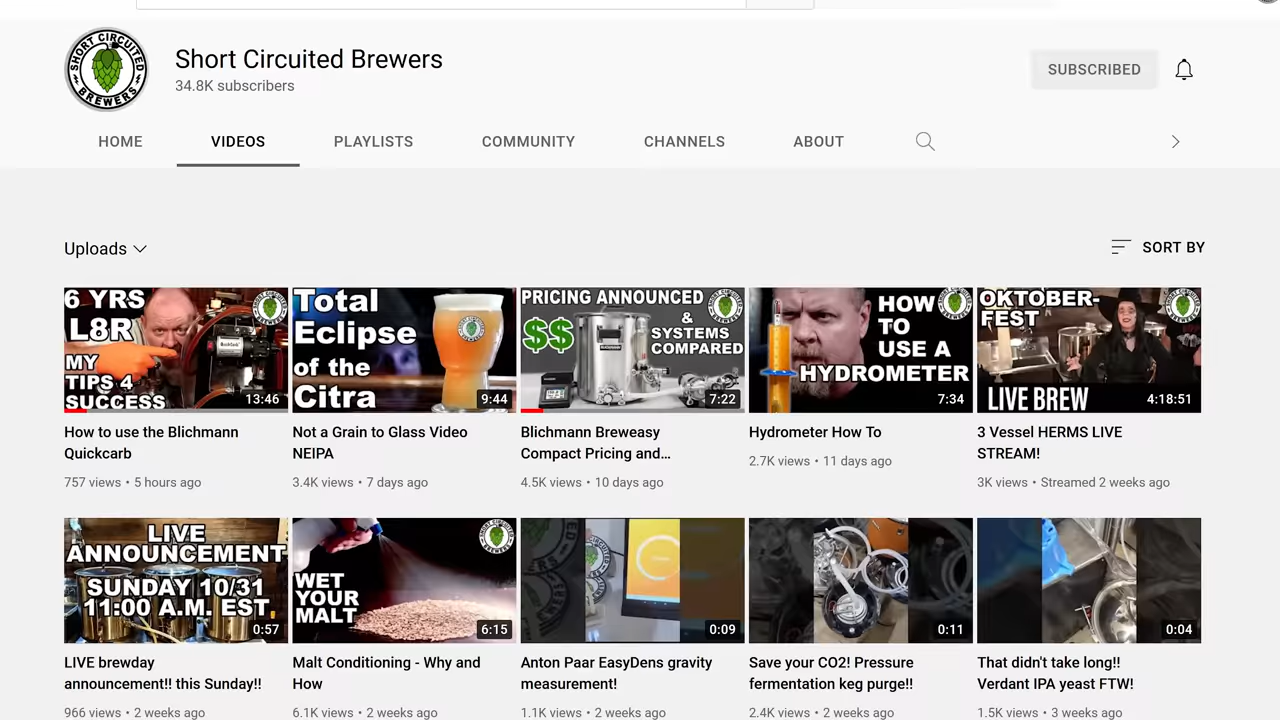 SHORT CIRCUITED
BREWERS
Short Circuited Brewers
34.8K subscribers
SUBSCRIBED
HOME
VIDEOS
PLAYLISTS
COMMUNITY
CHANNELS
ABOUT
Uploads
SORT BY
6 YRS
L8R
MY
TIPS 4
SUCCESS
13:46
Total
Eclipse
of the
Citra
9:44
PRICING ANNOUNCED
$$
&
SYSTEMS
COMPARED
7:22
HOW
TO
USE A
HYDROMETER
7:34
OKTOBER-
FEST
LIVE BREW
4:18:51
How to use the Blichmann
Quickcarb
757 views • 5 hours ago
Not a Grain to Glass Video
NEIPA
3.4K views • 7 days ago
Blichmann Breweasy
Compact Pricing and...
4.5K views • 10 days ago
Hydrometer How To
2.7K views • 11 days ago
3 Vessel HERMS LIVE
STREAM!
3K views • Streamed 2 weeks ago
LIVE
ANNOUNCEMENT
SUNDAY 10/31
11:00 A.M. EST
0:57
WET
YOUR
MALT
6:15
0:09
0:11
0:04
LIVE brewday
announcement!! this Sunday!!
966 views • 2 weeks ago
Malt Conditioning - Why and
How
6.1K views • 2 weeks ago
Anton Paar EasyDens gravity
measurement!
1.1K views • 2 weeks ago
Save your CO2! Pressure
fermentation keg purge!!
2.4K views • 2 weeks ago
That didn't take long!!
Verdant IPA yeast FTW!
1.5K views • 3 weeks ago